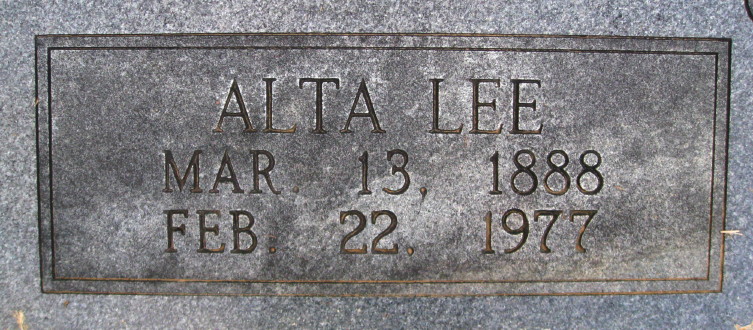 ALTA LEE
MAR. 13, 1888
FEB. 22, 1977